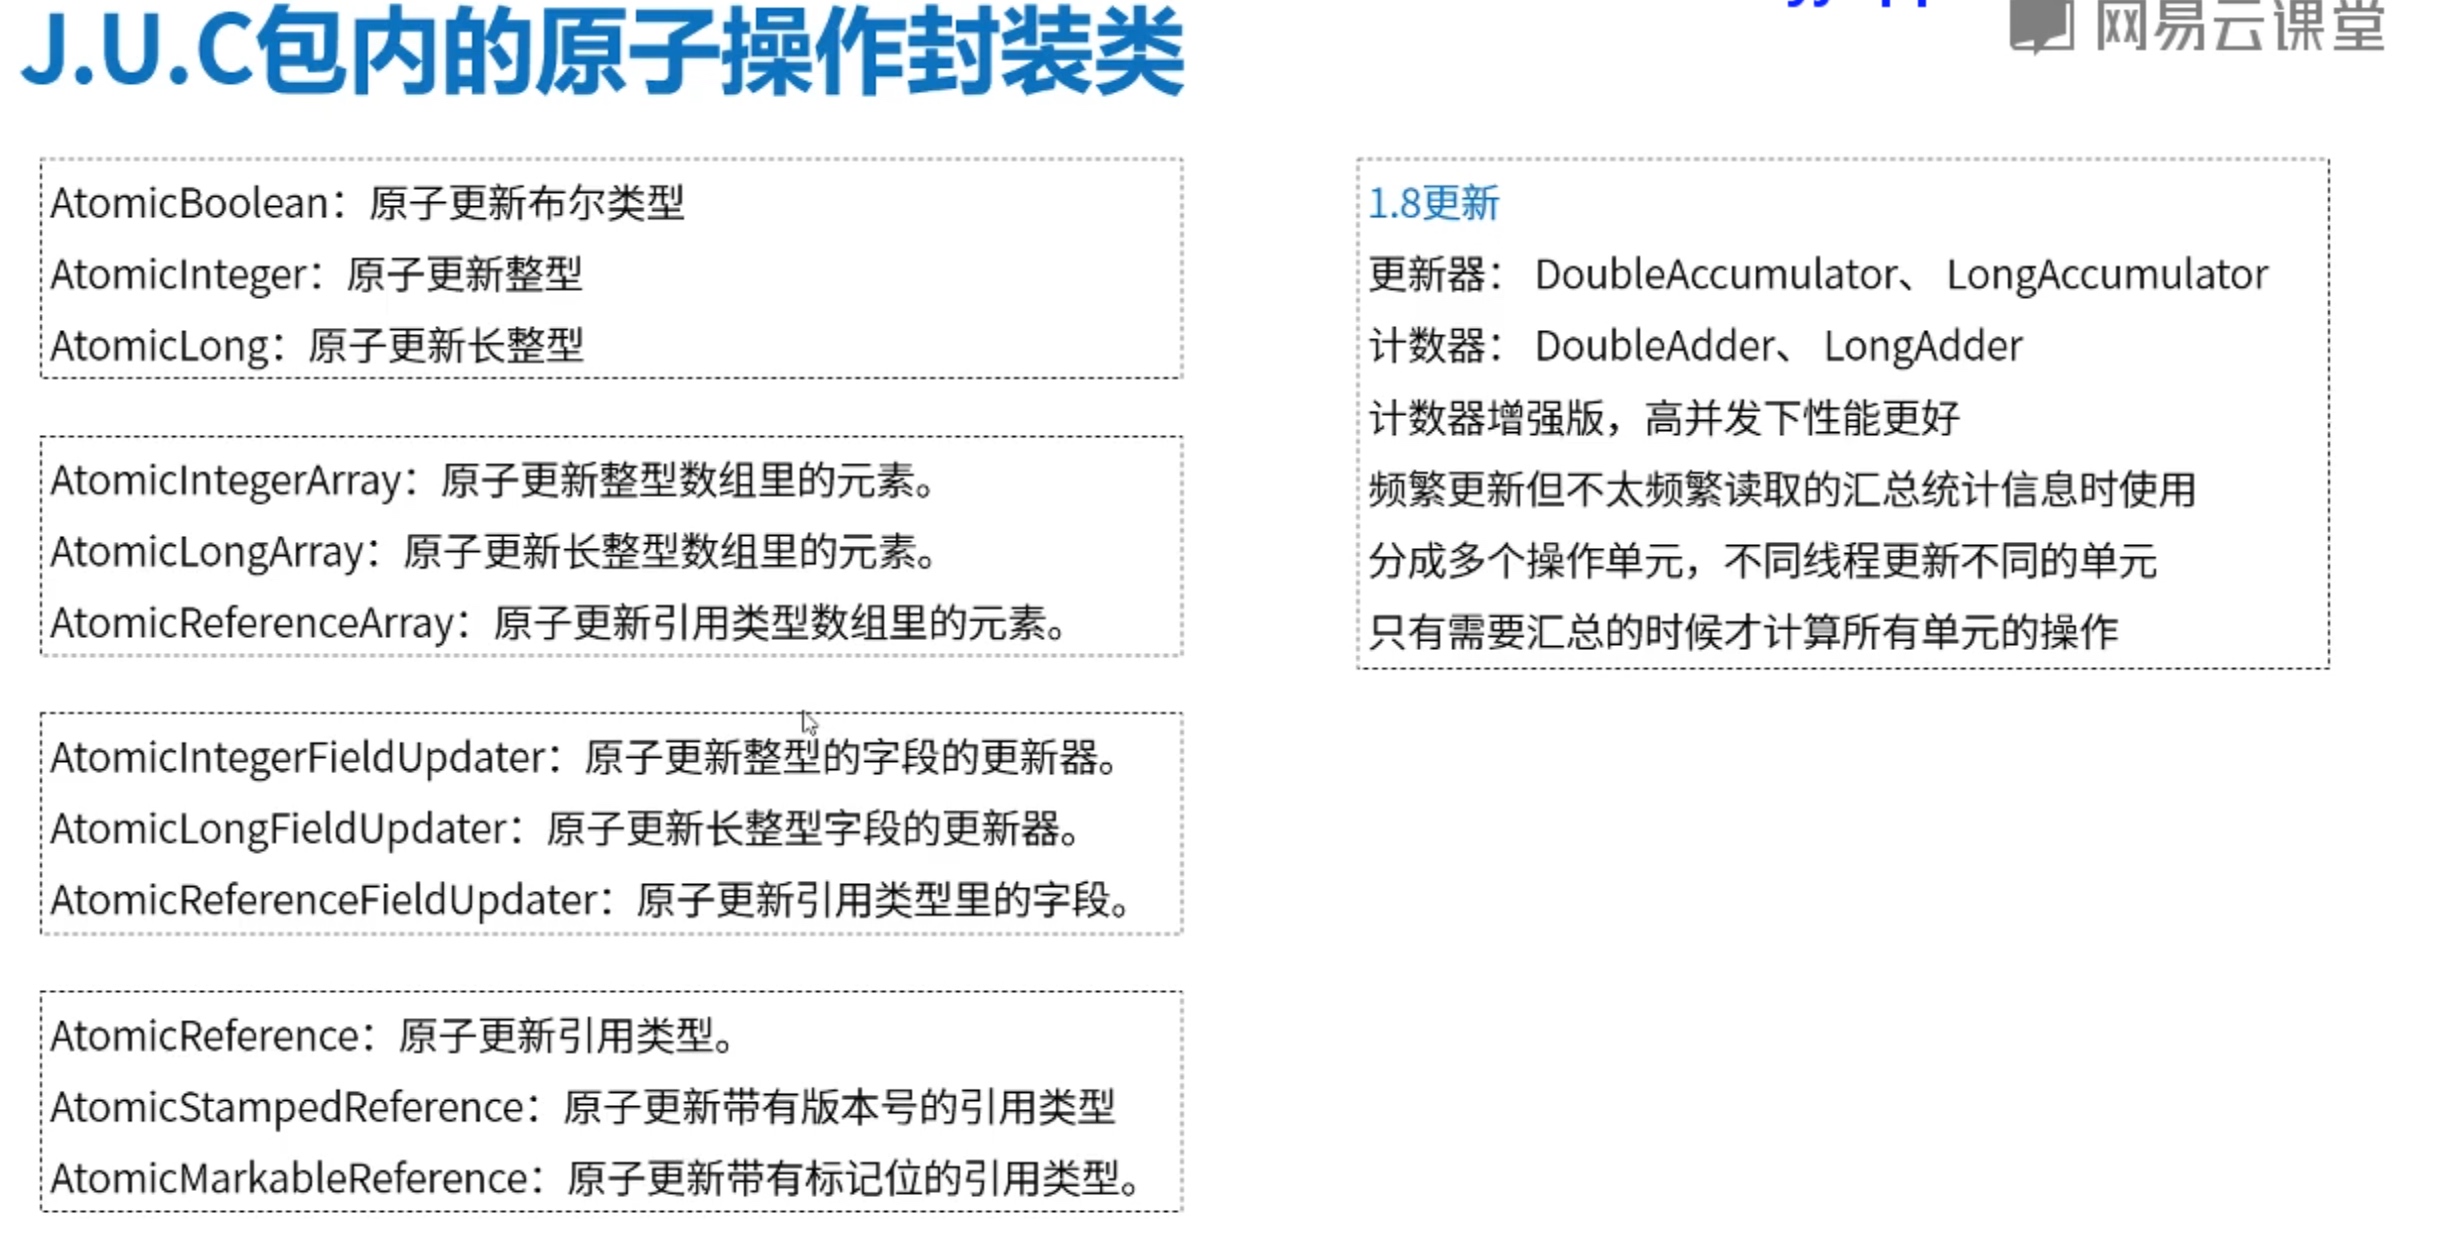 J.U.C包内的原子操作封装类
网易云课堂
AtomicBoolean：原子更新布尔类型
AtomicInteger：原子更新整型
AtomicLong：原子更新长整型
AtomicIntegerArray：原子更新整型数组里的元素。
AtomicLongArray：原子更新长整型数组里的元素。
AtomicReferenceArray：原子更新引用类型数组里的元素。
AtomicIntegerFieldUpdater：原子更新整型的字段的更新器。
AtomicLongFieldUpdater：原子更新长整型字段的更新器。
AtomicReferenceFieldUpdater：原子更新引用类型里的字段。
AtomicReference：原子更新引用类型。
AtomicStampedReference：原子更新带有版本号的引用类型
AtomicMarkableReference：原子更新带有标记位的引用类型。
1.8更新
更新器： DoubleAccumulator、 LongAccumulator
计数器： DoubleAdder、 LongAdder
计数器增强版，高并发下性能更好
频繁更新但不太频繁读取的汇总统计信息时使用
分成多个操作单元，不同线程更新不同的单元
只有需要汇总的时候才计算所有单元的操作